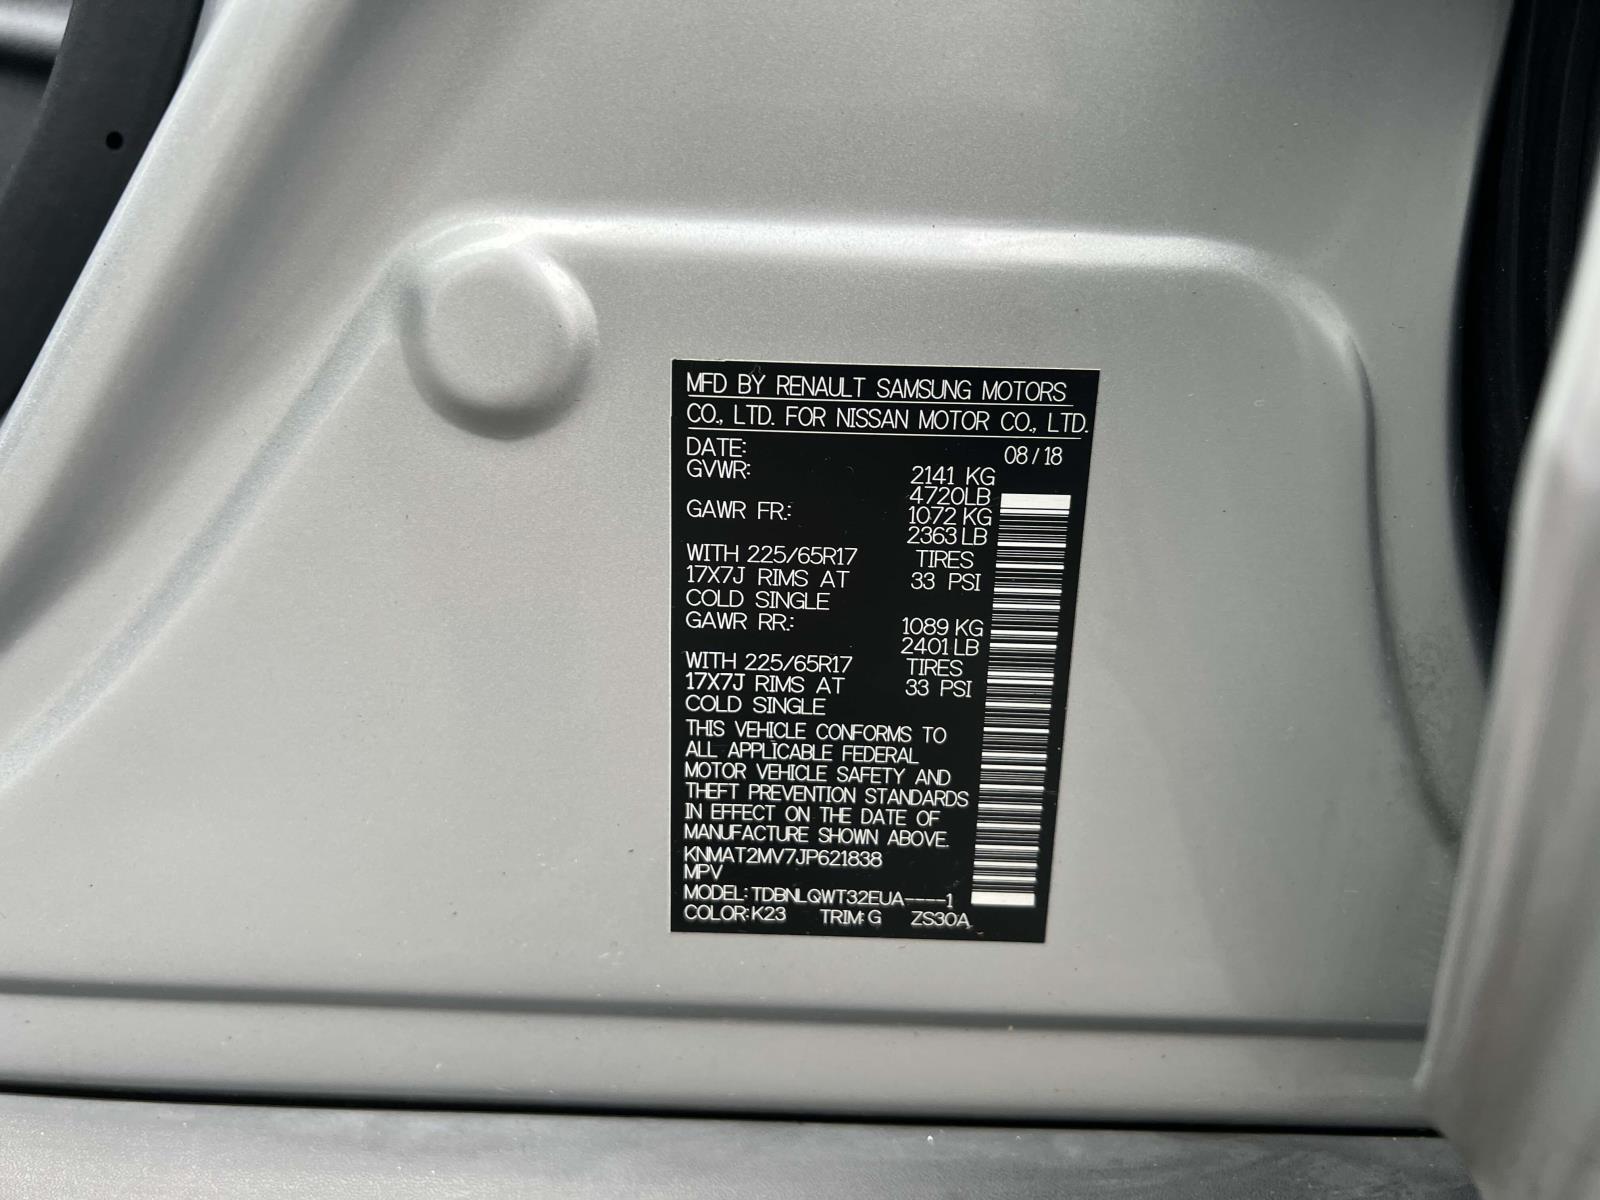 MFD BY RENAULT SAMSUNG MOTORS
CO., LTD. FOR NISSAN MOTOR CO., LTD.
DATE: 08/18
GVWR: 2141 KG
4720LB
GAWR FR.: 1072 KG
2363 LB
WITH 225/65R17 TIRES
17X7J RIMS AT 33 PSI
COLD SINGLE
GAWR RR.: 1089 KG
2401 LB
WITH 225/65R17 TIRES
17X7J RIMS AT 33 PSI
COLD SINGLE
THIS VEHICLE CONFORMS TO
ALL APPLICABLE FEDERAL
MOTOR VEHICLE SAFETY AND
THEFT PREVENTION STANDARDS
IN EFFECT ON THE DATE OF
MANUFACTURE SHOWN ABOVE.
KNMAT2MV7JP621838
MPV
MODEL: TDBNLQWT32EUA----1
COLOR: K23 TRIM: G ZS30A